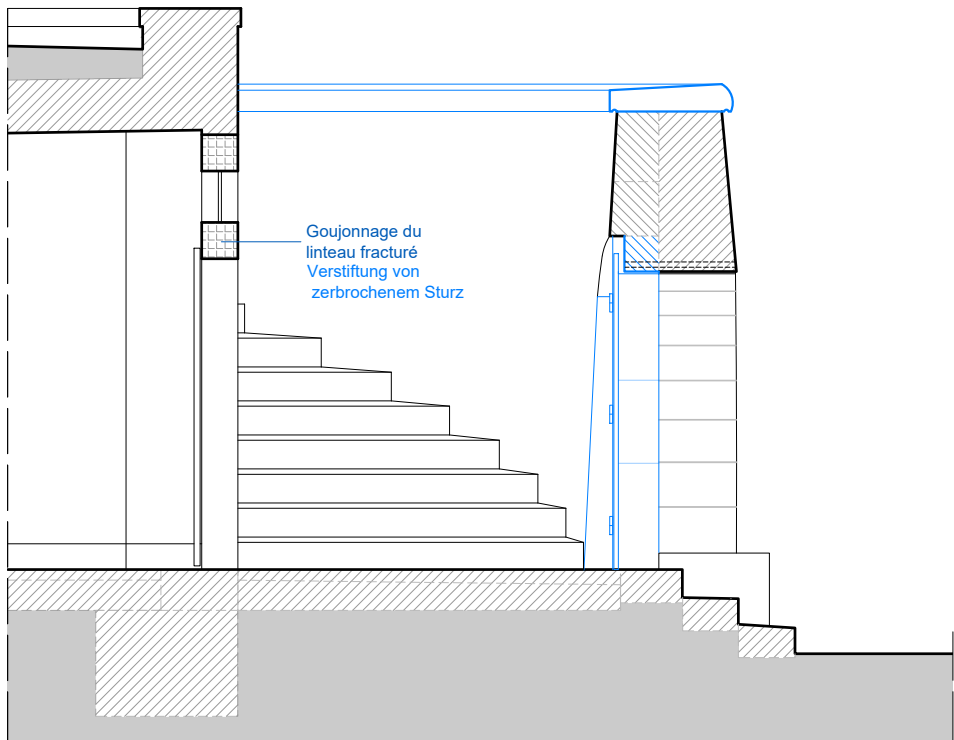 Goujonnage du
linteau fracturé
Verstiftung von
zerbrochenem Sturz